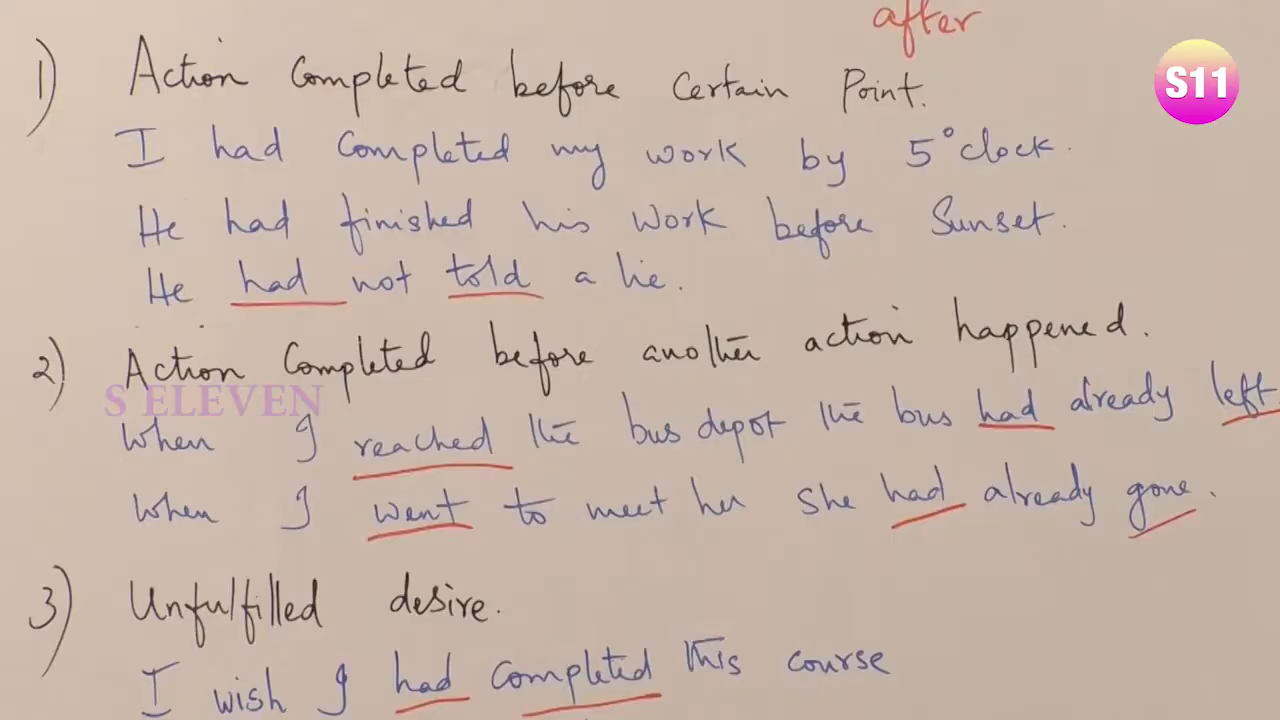 after
S11
1) Action Completed before Certain Point.
I had Completed my work by 5°clock.
He had finished his Work before Sunset.
He had not told a lie.
2) Action Completed before another action happened.
S ELEVEN
When I reached the bus depot the bus had already left
When I went to meet her she had already gone.
3) Unfulfilled desire.
I wish I had completed this course